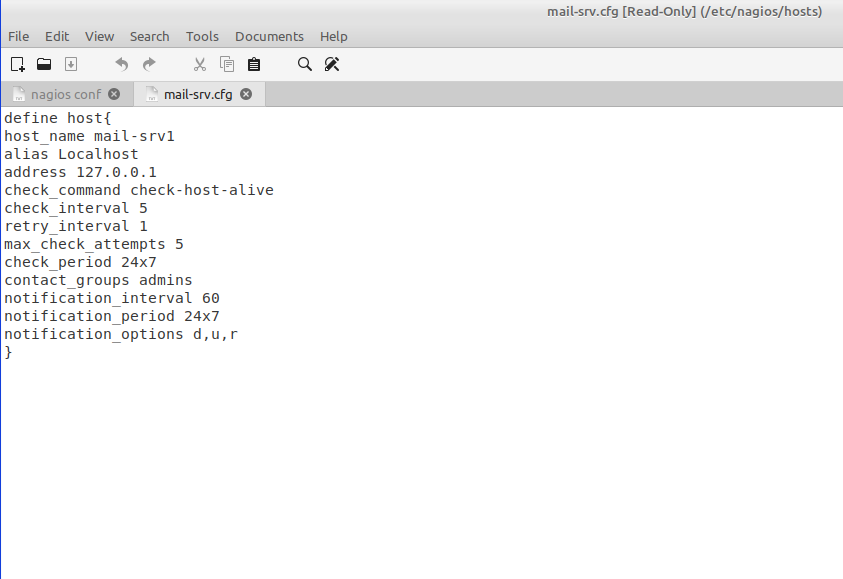 mail-srv.cfg [Read-Only] (/etc/nagios/hosts)
File Edit View Search Tools Documents Help
nagios conf mail-srv.cfg
define host{
host_name mail-srv1
alias Localhost
address 127.0.0.1
check_command check-host-alive
check_interval 5
retry_interval 1
max_check_attempts 5
check_period 24x7
contact_groups admins
notification_interval 60
notification_period 24x7
notification_options d,u,r
}